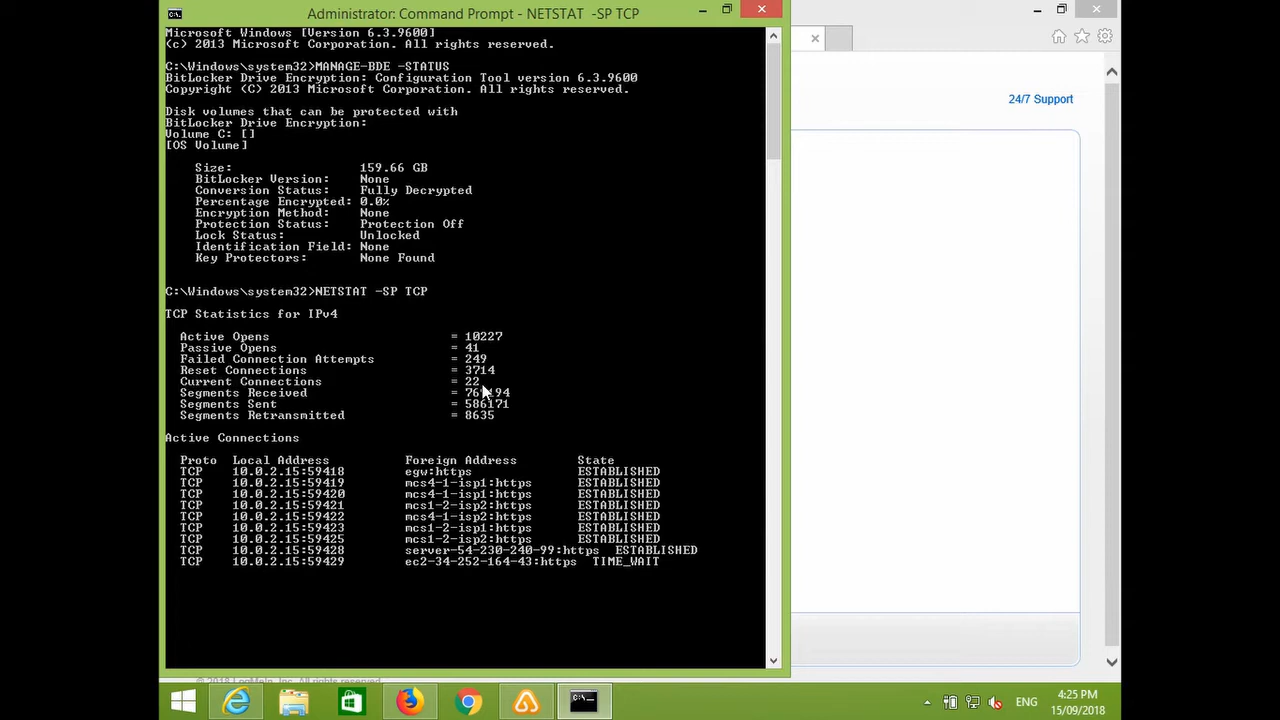 Administrator: Command Prompt - NETSTAT -SP TCP
Microsoft Windows [Version 6.3.9600]
(c) 2013 Microsoft Corporation. All rights reserved.
C:\Windows\system32>MANAGE-BDE -STATUS
BitLocker Drive Encryption: Configuration Tool version 6.3.9600
Copyright (C) 2013 Microsoft Corporation. All rights reserved.
Disk volumes that can be protected with
BitLocker Drive Encryption:
Volume C: []
[OS Volume]
Size: 159.66 GB
BitLocker Version: None
Conversion Status: Fully Decrypted
Percentage Encrypted: 0.0%
Encryption Method: None
Protection Status: Protection Off
Lock Status: Unlocked
Identification Field: None
Key Protectors: None Found
C:\Windows\system32>NETSTAT -SP TCP
TCP Statistics for IPv4
Active Opens = 10227
Passive Opens = 41
Failed Connection Attempts = 249
Reset Connections = 3714
Current Connections = 22
Segments Received =
Segments Sent = 586171
Segments Retransmitted = 8635
Active Connections
Proto Local Address Foreign Address State
TCP 10.0.2.15:59418 egw:https ESTABLISHED
TCP 10.0.2.15:59419 mcs4-1-isp1:https ESTABLISHED
TCP 10.0.2.15:59420 mcs4-1-isp1:https ESTABLISHED
TCP 10.0.2.15:59421 mcs1-2-isp2:https ESTABLISHED
TCP 10.0.2.15:59422 mcs4-1-isp2:https ESTABLISHED
TCP 10.0.2.15:59423 mcs1-2-isp1:https ESTABLISHED
TCP 10.0.2.15:59425 mcs1-2-isp2:https ESTABLISHED
TCP 10.0.2.15:59428 server-54-230-240-99:https ESTABLISHED
TCP 10.0.2.15:59429 ec2-34-252-164-43:https TIME_WAIT
24/7 Support
© 2018 LogMeIn, Inc. All rights reserved.
ENG
4:25 PM
15/09/2018